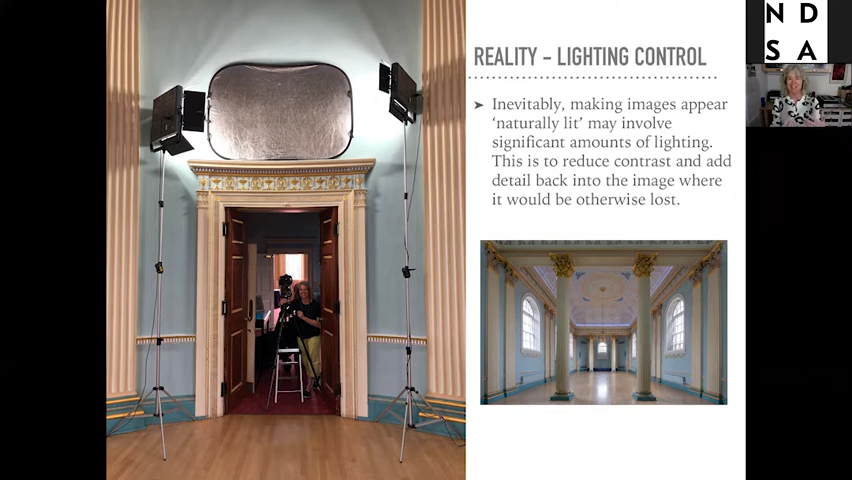 REALITY – LIGHTING CONTROL
➤ Inevitably, making images appear
‘naturally lit’ may involve
significant amounts of lighting.
This is to reduce contrast and add
detail back into the image where
it would be otherwise lost.
N D
S A